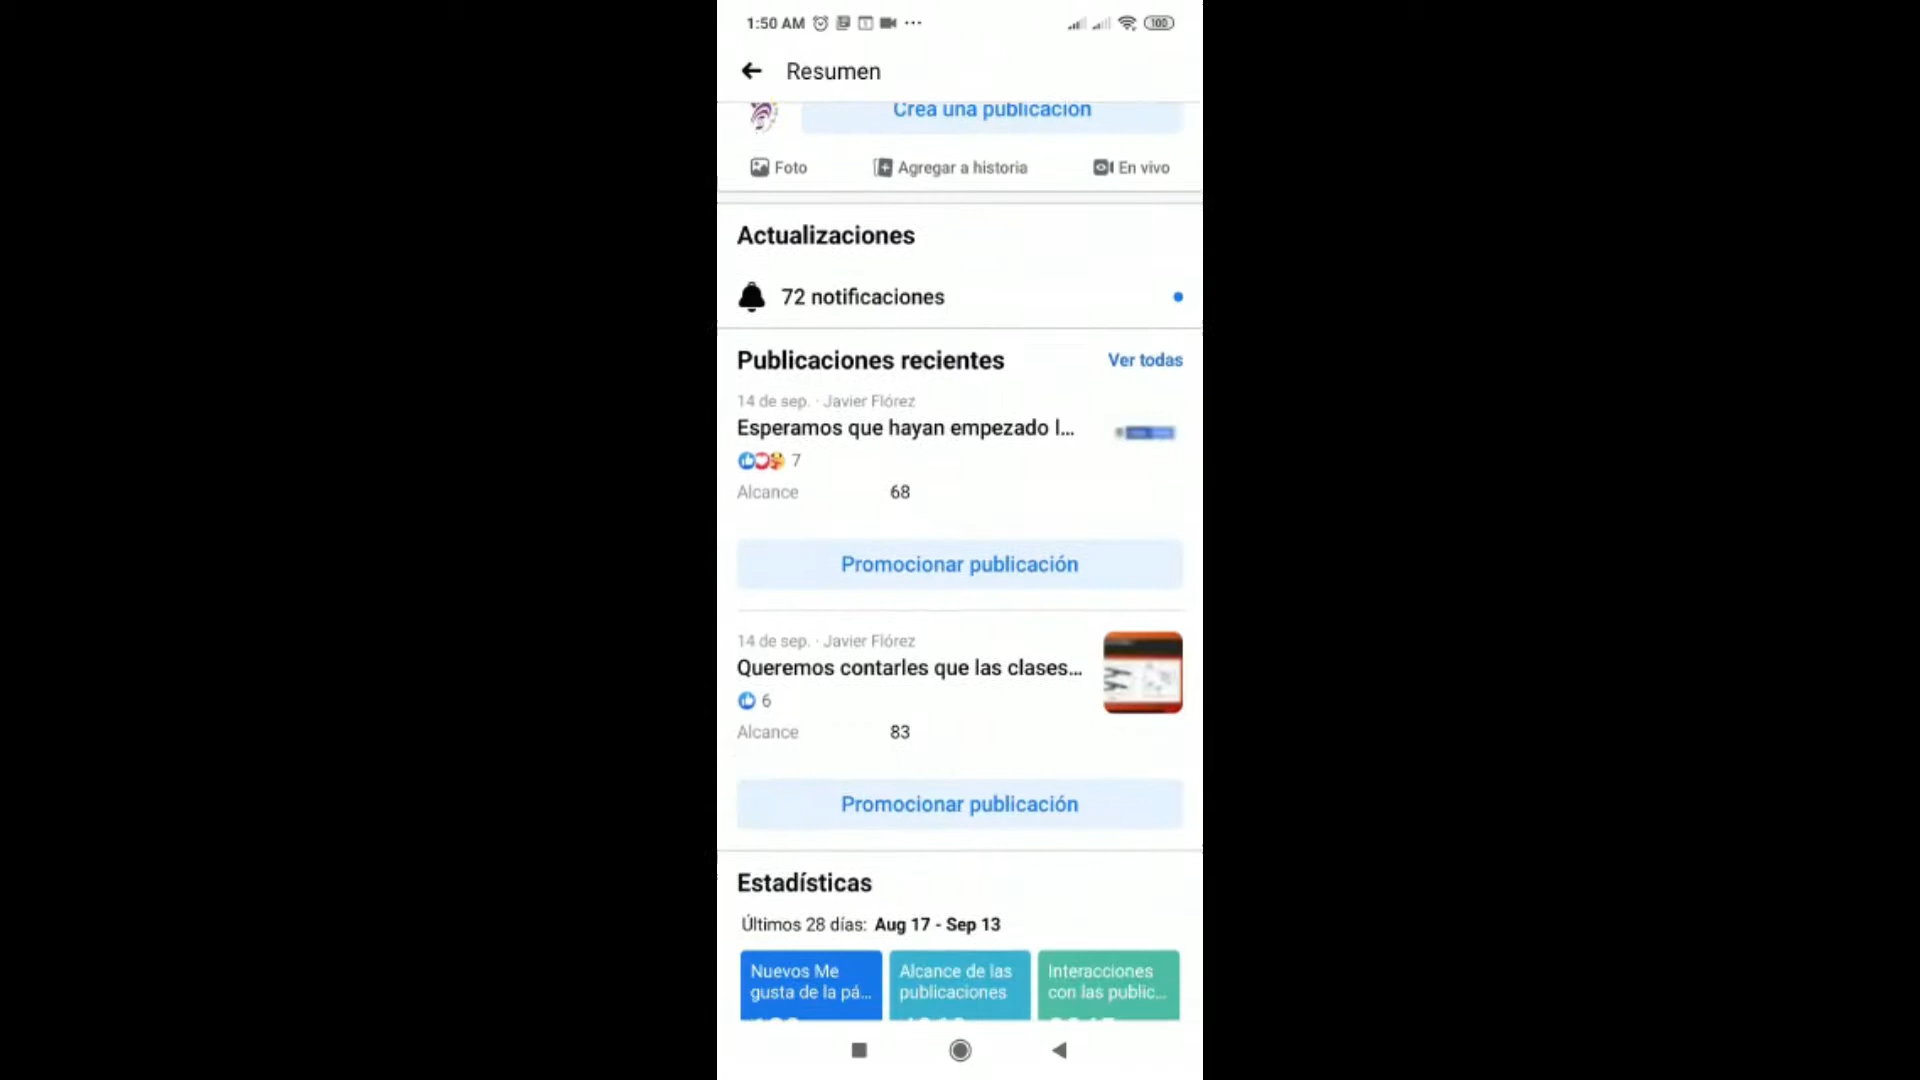 1:50 AM
100
Resumen
Crea una publicación
Foto
Agregar a historia
En vivo
Actualizaciones
72 notificaciones
Publicaciones recientes
Ver todas
14 de sep. · Javier Flórez
Esperamos que hayan empezado l...
7
Alcance 68
Promocionar publicación
14 de sep. · Javier Flórez
Queremos contarles que las clases...
6
Alcance 83
Promocionar publicación
Estadísticas
Últimos 28 días: Aug 17 - Sep 13
Nuevos Me
gusta de la pá...
Alcance de las
publicaciones
Interacciones
con las public...